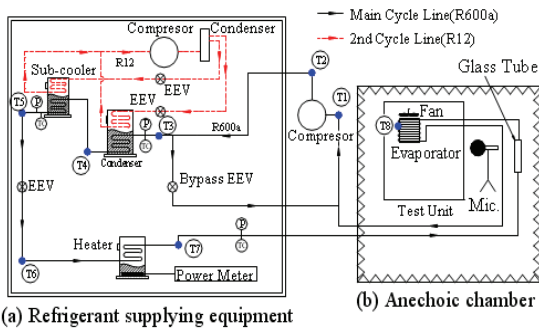 Compresor
Condenser
Main Cycle Line(R600a)
2nd Cycle Line(R12)
R12
Sub-cooler
EEV
EEV
T5
P
TC
T4
Condenser
P
TC
T3
R600a
T2
T1
Compresor
Glass Tube
Fan
T8
Evaporator
Mic.
Test Unit
EEV
Bypass EEV
T6
Heater
T7
P
TC
Power Meter
(a) Refrigerant supplying equipment
(b) Anechoic chamber